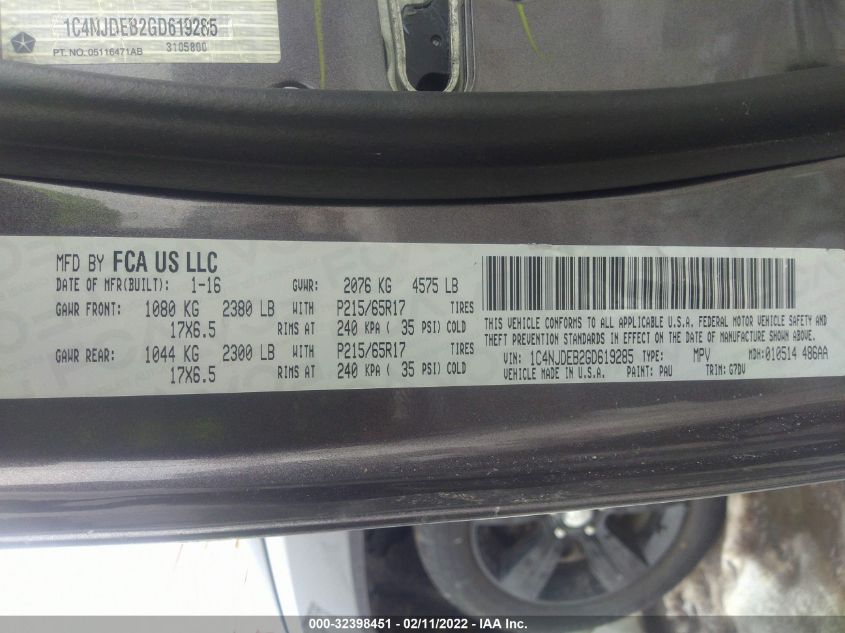 1C4NJDEB2GD619285
PT. NO. 05116471AB 3105800
MFD BY FCA US LLC
DATE OF MFR(BUILT): 1-16 GVWR: 2076 KG 4575 LB
GAWR FRONT: 1080 KG 2380 LB WITH P215/65R17 TIRES
17X6.5 RIMS AT 240 KPA ( 35 PSI) COLD
GAWR REAR: 1044 KG 2300 LB WITH P215/65R17 TIRES
17X6.5 RIMS AT 240 KPA ( 35 PSI) COLD
THIS VEHICLE CONFORMS TO ALL APPLICABLE U.S.A. FEDERAL MOTOR VEHICLE SAFETY AND
THEFT PREVENTION STANDARDS IN EFFECT ON THE DATE OF MANUFACTURE SHOWN ABOVE.
VIN: 1C4NJDEB2GD619285 TYPE: MPV MDH:010514 486AA
VEHICLE MADE IN U.S.A. PAINT: PAU TRIM: G7DV
000-32398451 - 02/11/2022 - IAA Inc.